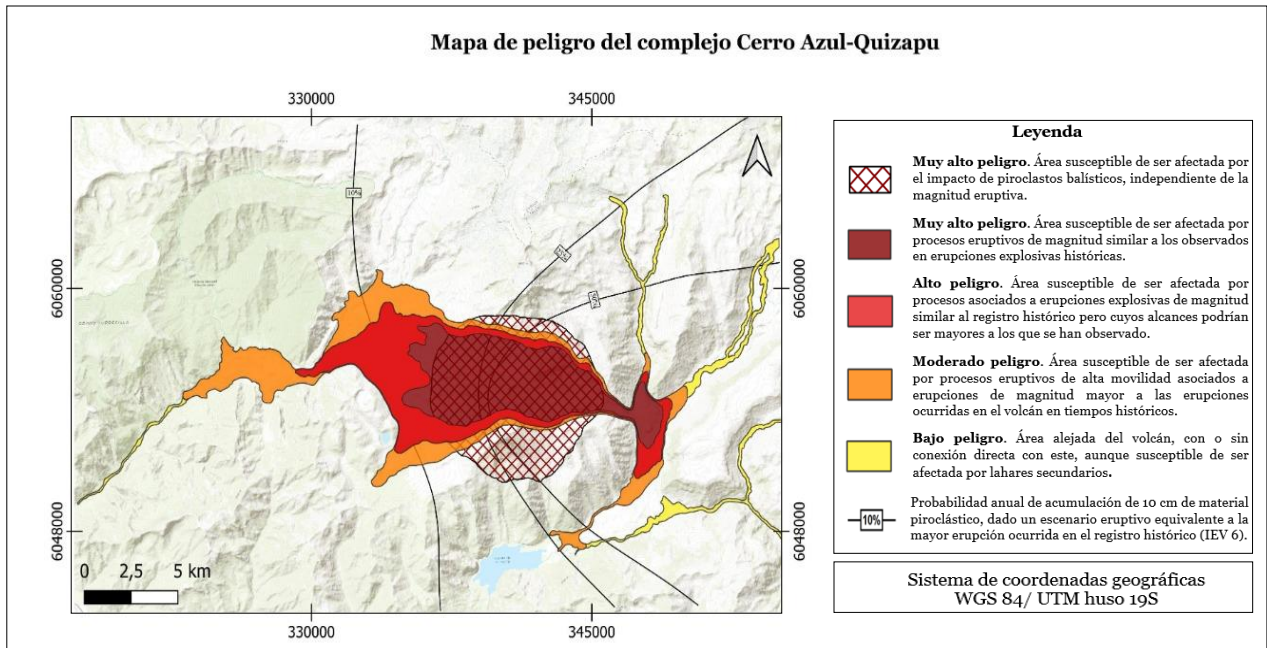 Mapa de peligro del complejo Cerro Azul-Quizapu
330000
345000
10%
6060000
6060000
6048000
6048000
0 2,5 5 km
330000
345000
Leyenda
Muy alto peligro. Área susceptible de ser afectada por
el impacto de piroclastos balísticos, independiente de la
magnitud eruptiva.
Muy alto peligro. Área susceptible de ser afectada por
procesos eruptivos de magnitud similar a los observados
en erupciones explosivas históricas.
Alto peligro. Área susceptible de ser afectada por
procesos asociados a erupciones explosivas de magnitud
similar al registro histórico pero cuyos alcances podrían
ser mayores a los que se han observado.
Moderado peligro. Área susceptible de ser afectada
por procesos eruptivos de alta movilidad asociados a
erupciones de magnitud mayor a las erupciones
ocurridas en el volcán en tiempos históricos.
Bajo peligro. Área alejada del volcán, con o sin
conexión directa con este, aunque susceptible de ser
afectada por lahares secundarios.
10%
Probabilidad anual de acumulación de 10 cm de material
piroclástico, dado un escenario eruptivo equivalente a la
mayor erupción ocurrida en el registro histórico (IEV 6).
Sistema de coordenadas geográficas
WGS 84/ UTM huso 19S